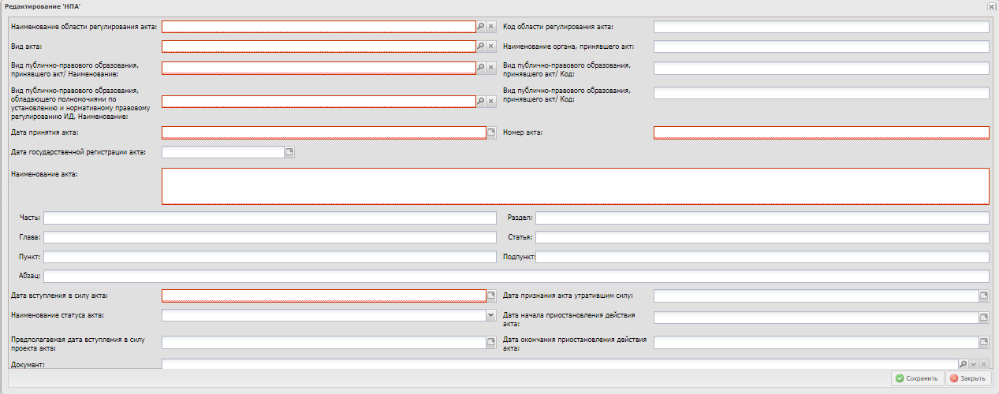 Редактирование 'НПА'
Наименование области регулирования акта:
Код области регулирования акта:
Вид акта:
Наименование органа, принявшего акт:
Вид публично-правового образования,
принявшего акт/ Наименование:
Вид публично-правового образования,
принявшего акт/ Код:
Вид публично-правового образования,
обладающего полномочиями по
установлению и нормативному правовому
регулированию ИД, Наименование:
Вид публично-правового образования,
принявшего акт/ Код:
Дата принятия акта:
Номер акта:
Дата государственной регистрации акта:
Наименование акта:
Часть:
Раздел:
Глава:
Статья:
Пункт:
Подпункт:
Абзац:
Дата вступления в силу акта:
Дата признания акта утратившим силу:
Наименование статуса акта:
Дата начала приостановления действия
акта:
Предполагаемая дата вступления в силу
проекта акта:
Дата окончания приостановления действия
акта:
Документ:
Сохранить
Закрыть